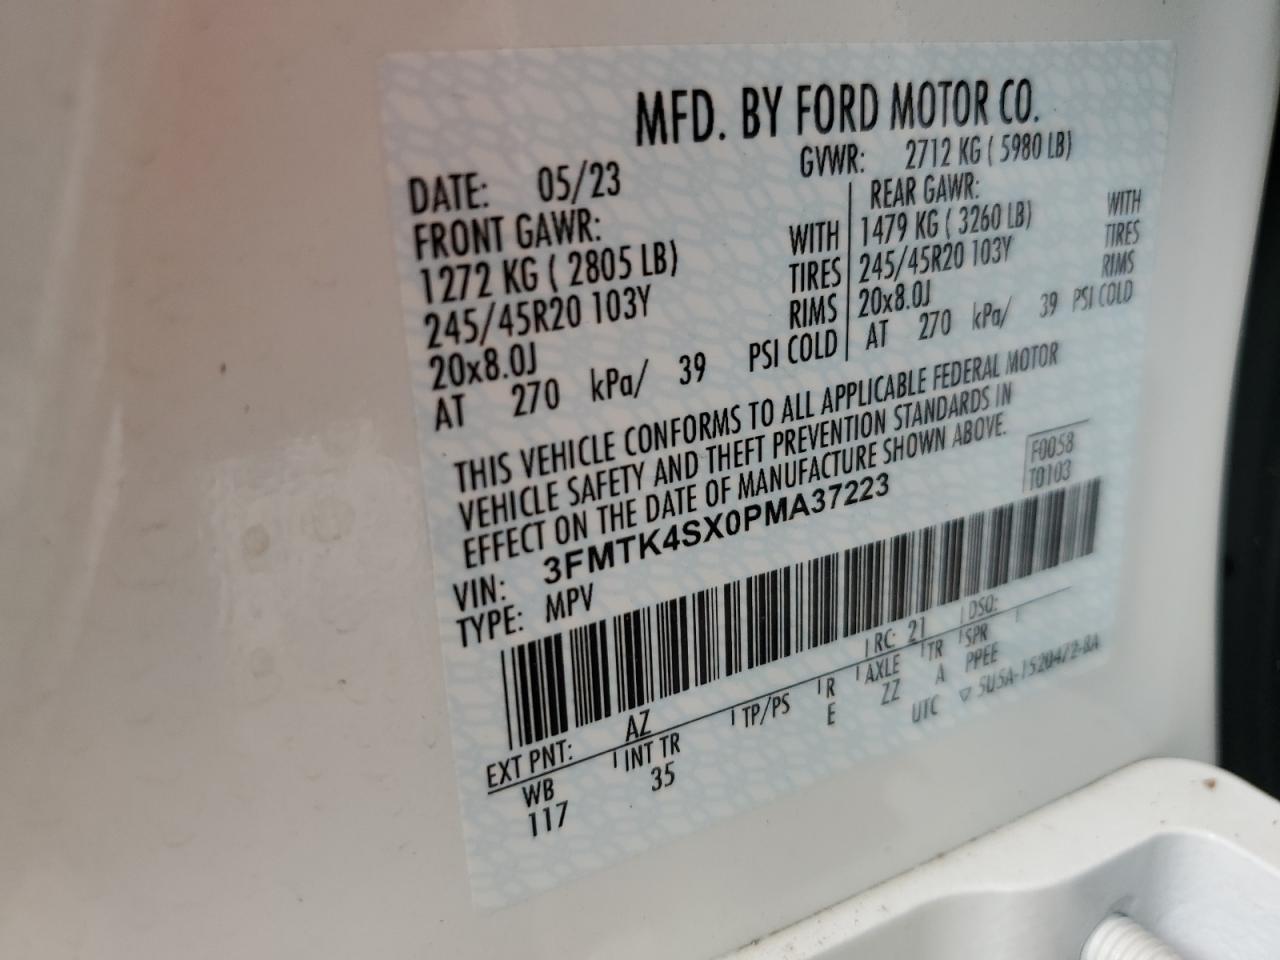 MFD. BY FORD MOTOR CO.
DATE: 05/23 GVWR: 2712 KG ( 5980 LB)
FRONT GAWR: REAR GAWR:
1272 KG ( 2805 LB) WITH 1479 KG ( 3260 LB) WITH
245/45R20 103Y TIRES 245/45R20 103Y TIRES
20x8.0J RIMS 20x8.0J RIMS
AT 270 kPa/ 39 PSI COLD AT 270 kPa/ 39 PSI COLD
THIS VEHICLE CONFORMS TO ALL APPLICABLE FEDERAL MOTOR
VEHICLE SAFETY AND THEFT PREVENTION STANDARDS IN
EFFECT ON THE DATE OF MANUFACTURE SHOWN ABOVE.
F0058
T0103
VIN: 3FMTK4SX0PMA37223
TYPE: MPV
EXT PNT: AZ RC: 21 DSO:
WB INT TR TP/PS R AXLE TR SPR
117 35 E ZZ A PPEE
UTC ▽ 5U5A-1520472-BA